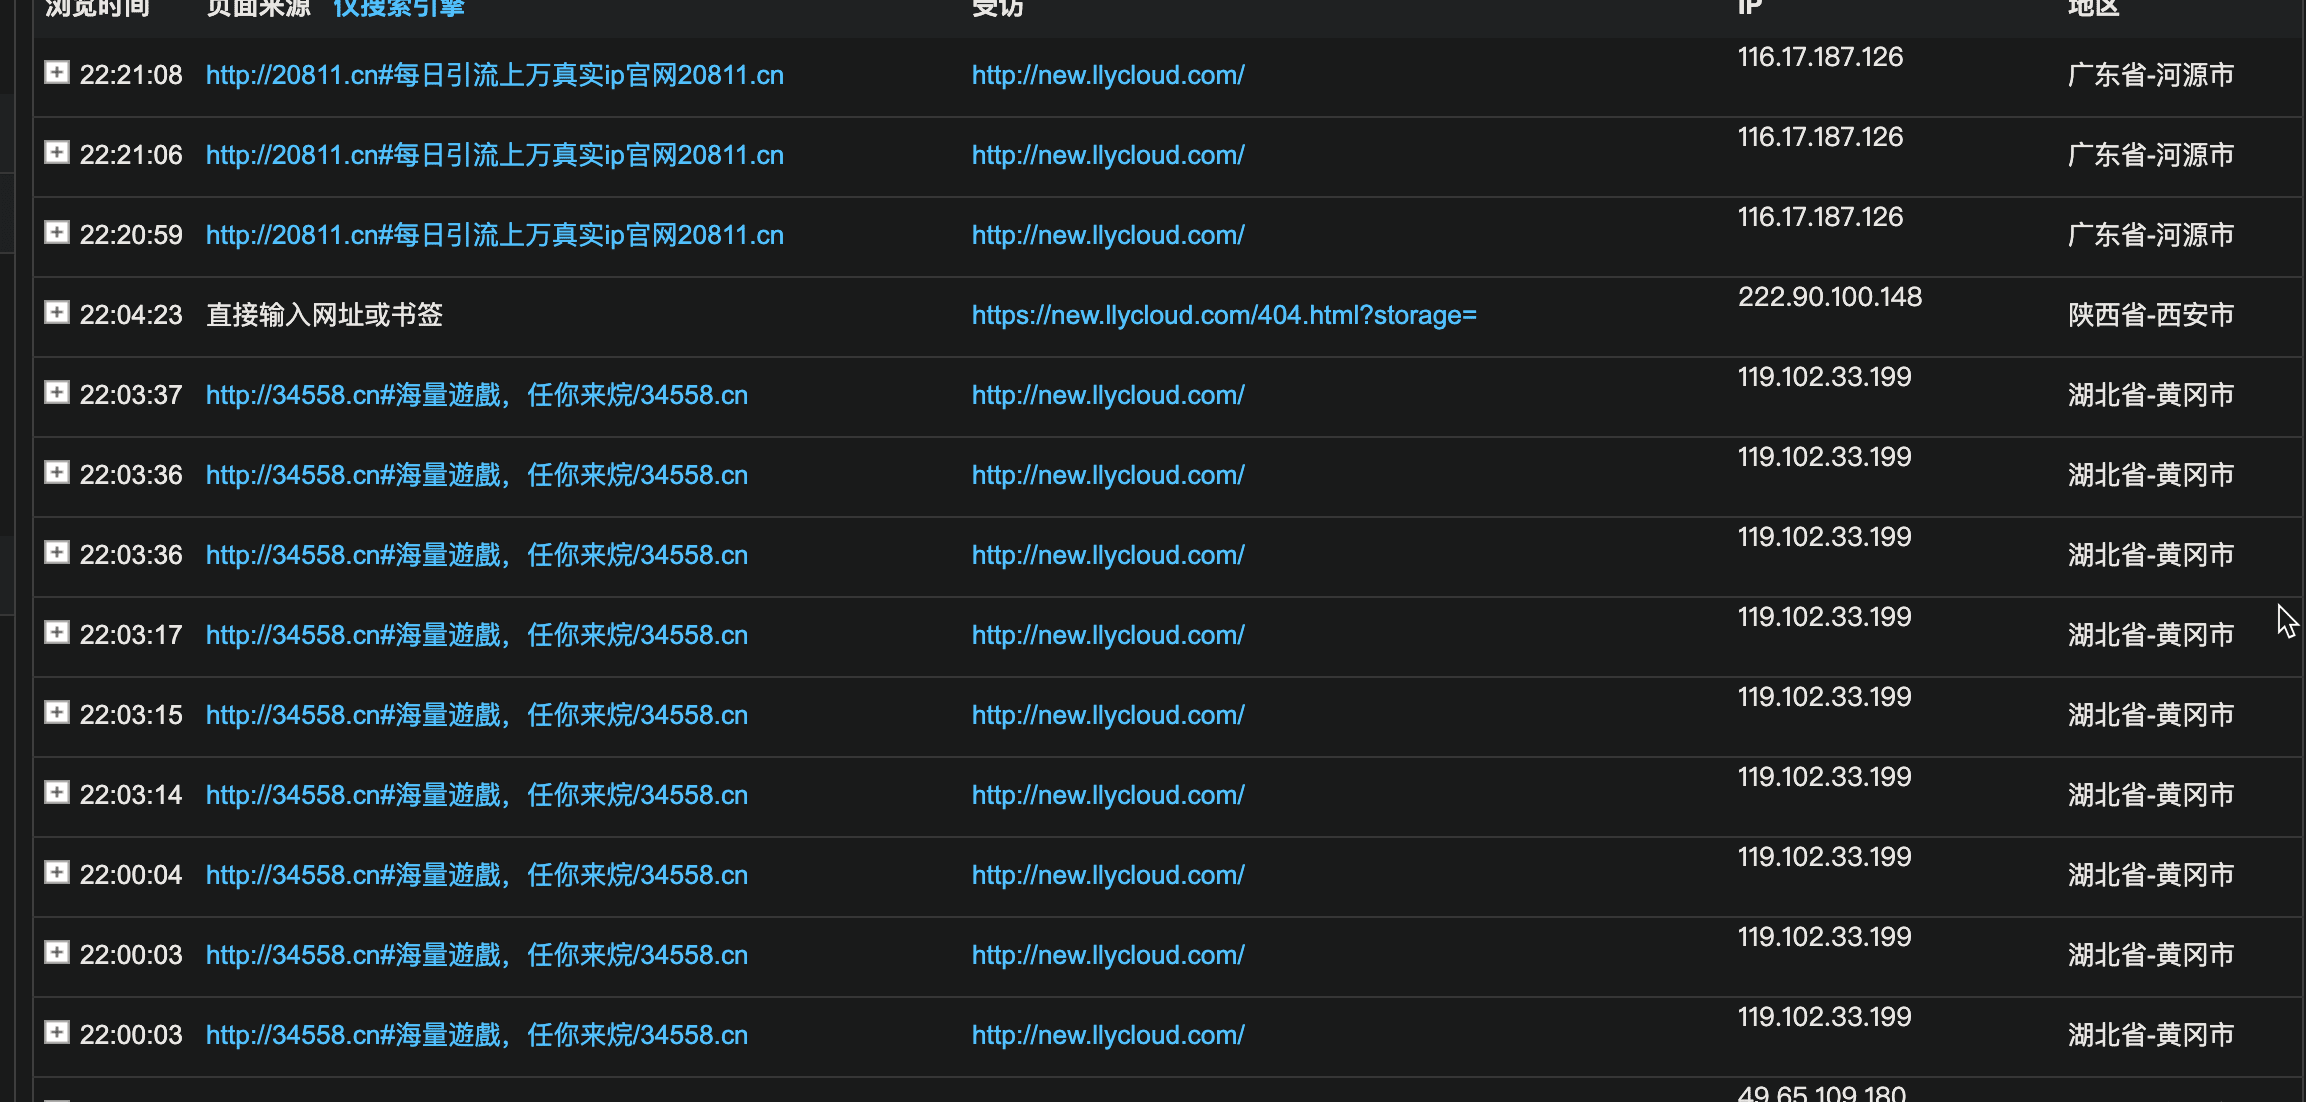 浏览时间 页面来源 仅搜索引擎 受访 IP 地区
22:21:08 http://20811.cn#每日引流上万真实ip官网20811.cn http://new.llycloud.com/ 116.17.187.126 广东省-河源市
22:21:06 http://20811.cn#每日引流上万真实ip官网20811.cn http://new.llycloud.com/ 116.17.187.126 广东省-河源市
22:20:59 http://20811.cn#每日引流上万真实ip官网20811.cn http://new.llycloud.com/ 116.17.187.126 广东省-河源市
22:04:23 直接输入网址或书签 https://new.llycloud.com/404.html?storage= 222.90.100.148 陕西省-西安市
22:03:37 http://34558.cn#海量遊戲，任你来烷/34558.cn http://new.llycloud.com/ 119.102.33.199 湖北省-黄冈市
22:03:36 http://34558.cn#海量遊戲，任你来烷/34558.cn http://new.llycloud.com/ 119.102.33.199 湖北省-黄冈市
22:03:36 http://34558.cn#海量遊戲，任你来烷/34558.cn http://new.llycloud.com/ 119.102.33.199 湖北省-黄冈市
22:03:17 http://34558.cn#海量遊戲，任你来烷/34558.cn http://new.llycloud.com/ 119.102.33.199 湖北省-黄冈市
22:03:15 http://34558.cn#海量遊戲，任你来烷/34558.cn http://new.llycloud.com/ 119.102.33.199 湖北省-黄冈市
22:03:14 http://34558.cn#海量遊戲，任你来烷/34558.cn http://new.llycloud.com/ 119.102.33.199 湖北省-黄冈市
22:00:04 http://34558.cn#海量遊戲，任你来烷/34558.cn http://new.llycloud.com/ 119.102.33.199 湖北省-黄冈市
22:00:03 http://34558.cn#海量遊戲，任你来烷/34558.cn http://new.llycloud.com/ 119.102.33.199 湖北省-黄冈市
22:00:03 http://34558.cn#海量遊戲，任你来烷/34558.cn http://new.llycloud.com/ 119.102.33.199 湖北省-黄冈市
49.65.109.180